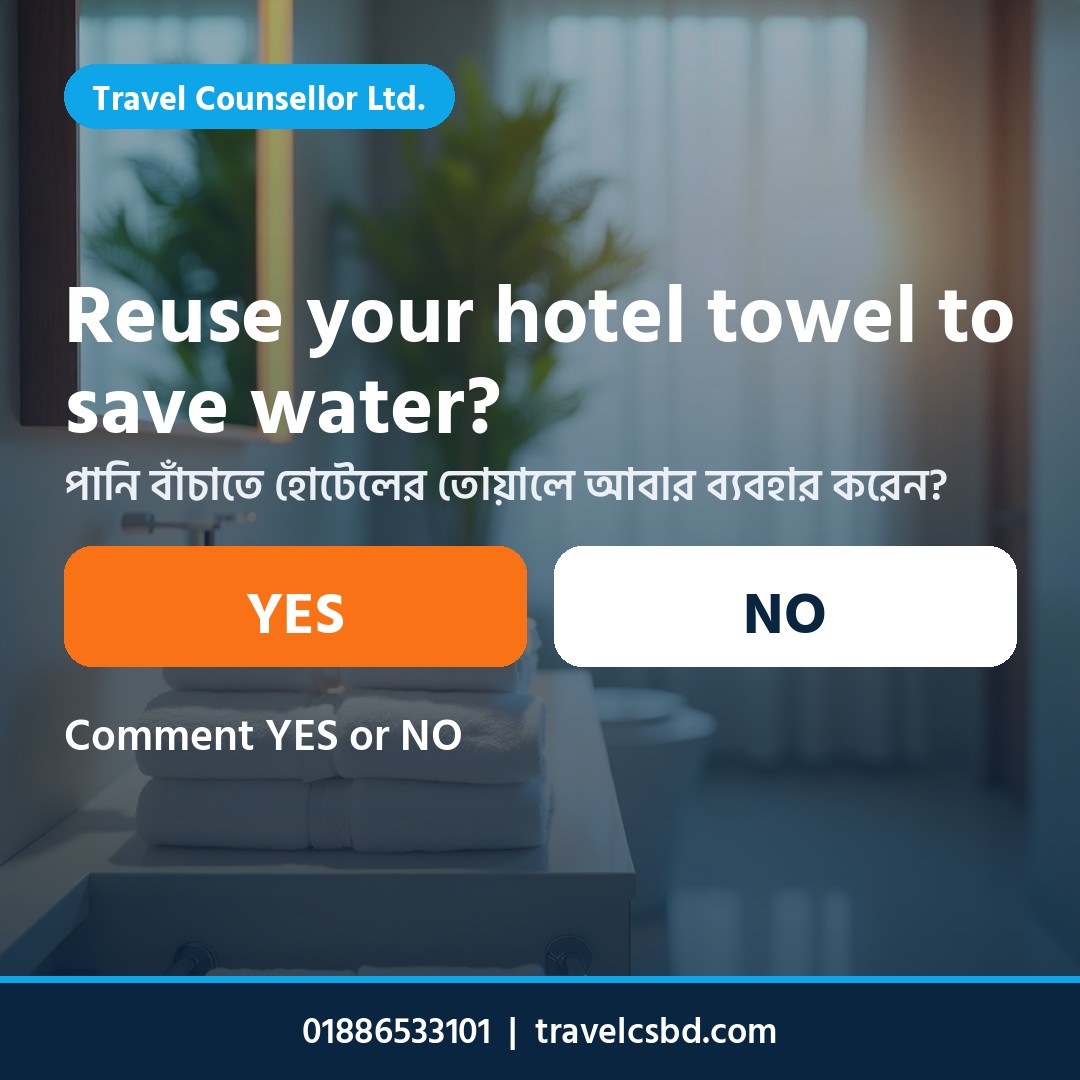 Travel Counsellor Ltd.
Reuse your hotel towel to
save water?
পানি বাঁচাতে হোটেলের তোয়ালে আবার ব্যবহার করেন?
YES
NO
Comment YES or NO
01886533101 | travelcsbd.com